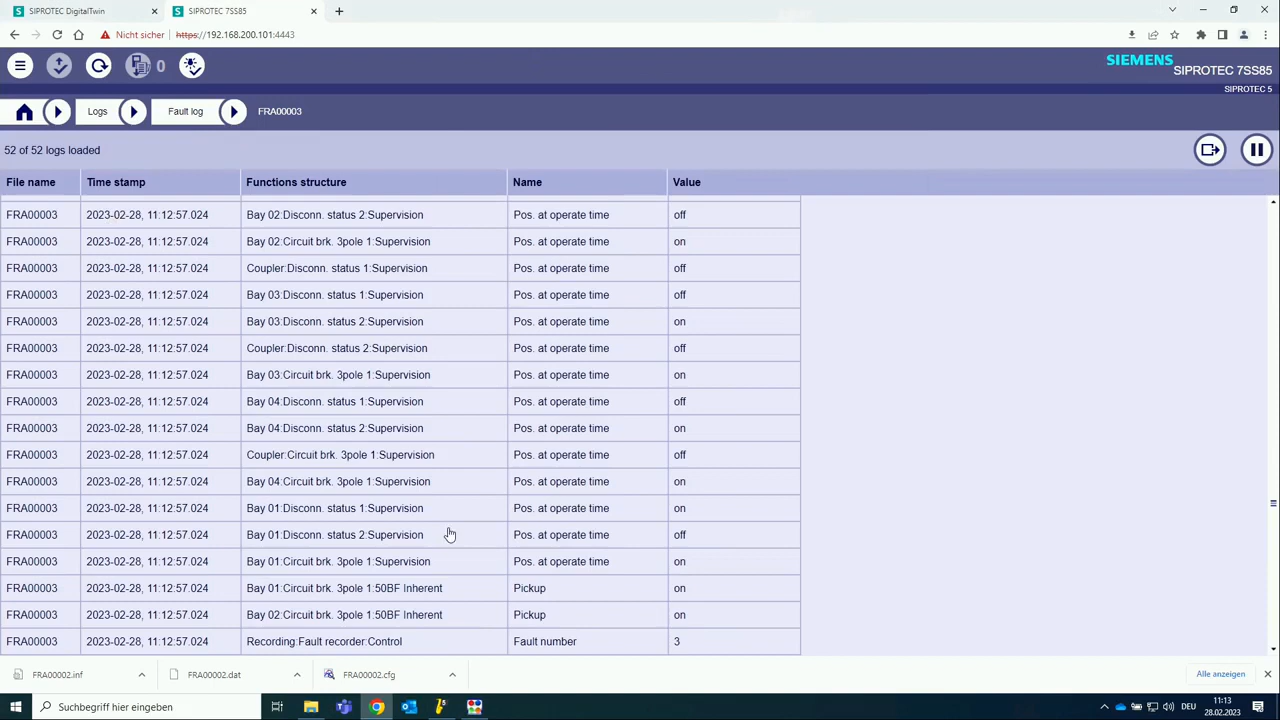 SIPROTEC DigitalTwin
SIPROTEC 7SS85
Nicht sicher
https://192.168.200.101:4443
0
SIEMENS
SIPROTEC 7SS85
SIPROTEC 5
Logs
Fault log
FRA00003
52 of 52 logs loaded
File name Time stamp Functions structure Name Value
FRA00003 2023-02-28, 11:12:57.024 Bay 02:Disconn. status 2:Supervision Pos. at operate time off
FRA00003 2023-02-28, 11:12:57.024 Bay 02:Circuit brk. 3pole 1:Supervision Pos. at operate time on
FRA00003 2023-02-28, 11:12:57.024 Coupler:Disconn. status 1:Supervision Pos. at operate time off
FRA00003 2023-02-28, 11:12:57.024 Bay 03:Disconn. status 1:Supervision Pos. at operate time off
FRA00003 2023-02-28, 11:12:57.024 Bay 03:Disconn. status 2:Supervision Pos. at operate time on
FRA00003 2023-02-28, 11:12:57.024 Coupler:Disconn. status 2:Supervision Pos. at operate time off
FRA00003 2023-02-28, 11:12:57.024 Bay 03:Circuit brk. 3pole 1:Supervision Pos. at operate time on
FRA00003 2023-02-28, 11:12:57.024 Bay 04:Disconn. status 1:Supervision Pos. at operate time off
FRA00003 2023-02-28, 11:12:57.024 Bay 04:Disconn. status 2:Supervision Pos. at operate time on
FRA00003 2023-02-28, 11:12:57.024 Coupler:Circuit brk. 3pole 1:Supervision Pos. at operate time off
FRA00003 2023-02-28, 11:12:57.024 Bay 04:Circuit brk. 3pole 1:Supervision Pos. at operate time on
FRA00003 2023-02-28, 11:12:57.024 Bay 01:Disconn. status 1:Supervision Pos. at operate time on
FRA00003 2023-02-28, 11:12:57.024 Bay 01:Disconn. status 2:Supervision Pos. at operate time off
FRA00003 2023-02-28, 11:12:57.024 Bay 01:Circuit brk. 3pole 1:Supervision Pos. at operate time on
FRA00003 2023-02-28, 11:12:57.024 Bay 01:Circuit brk. 3pole 1:50BF Inherent Pickup on
FRA00003 2023-02-28, 11:12:57.024 Bay 02:Circuit brk. 3pole 1:50BF Inherent Pickup on
FRA00003 2023-02-28, 11:12:57.024 Recording:Fault recorder:Control Fault number 3
FRA00002.inf
FRA00002.dat
FRA00002.cfg
Alle anzeigen
Suchbegriff hier eingeben
DEU
11:13
28.02.2023